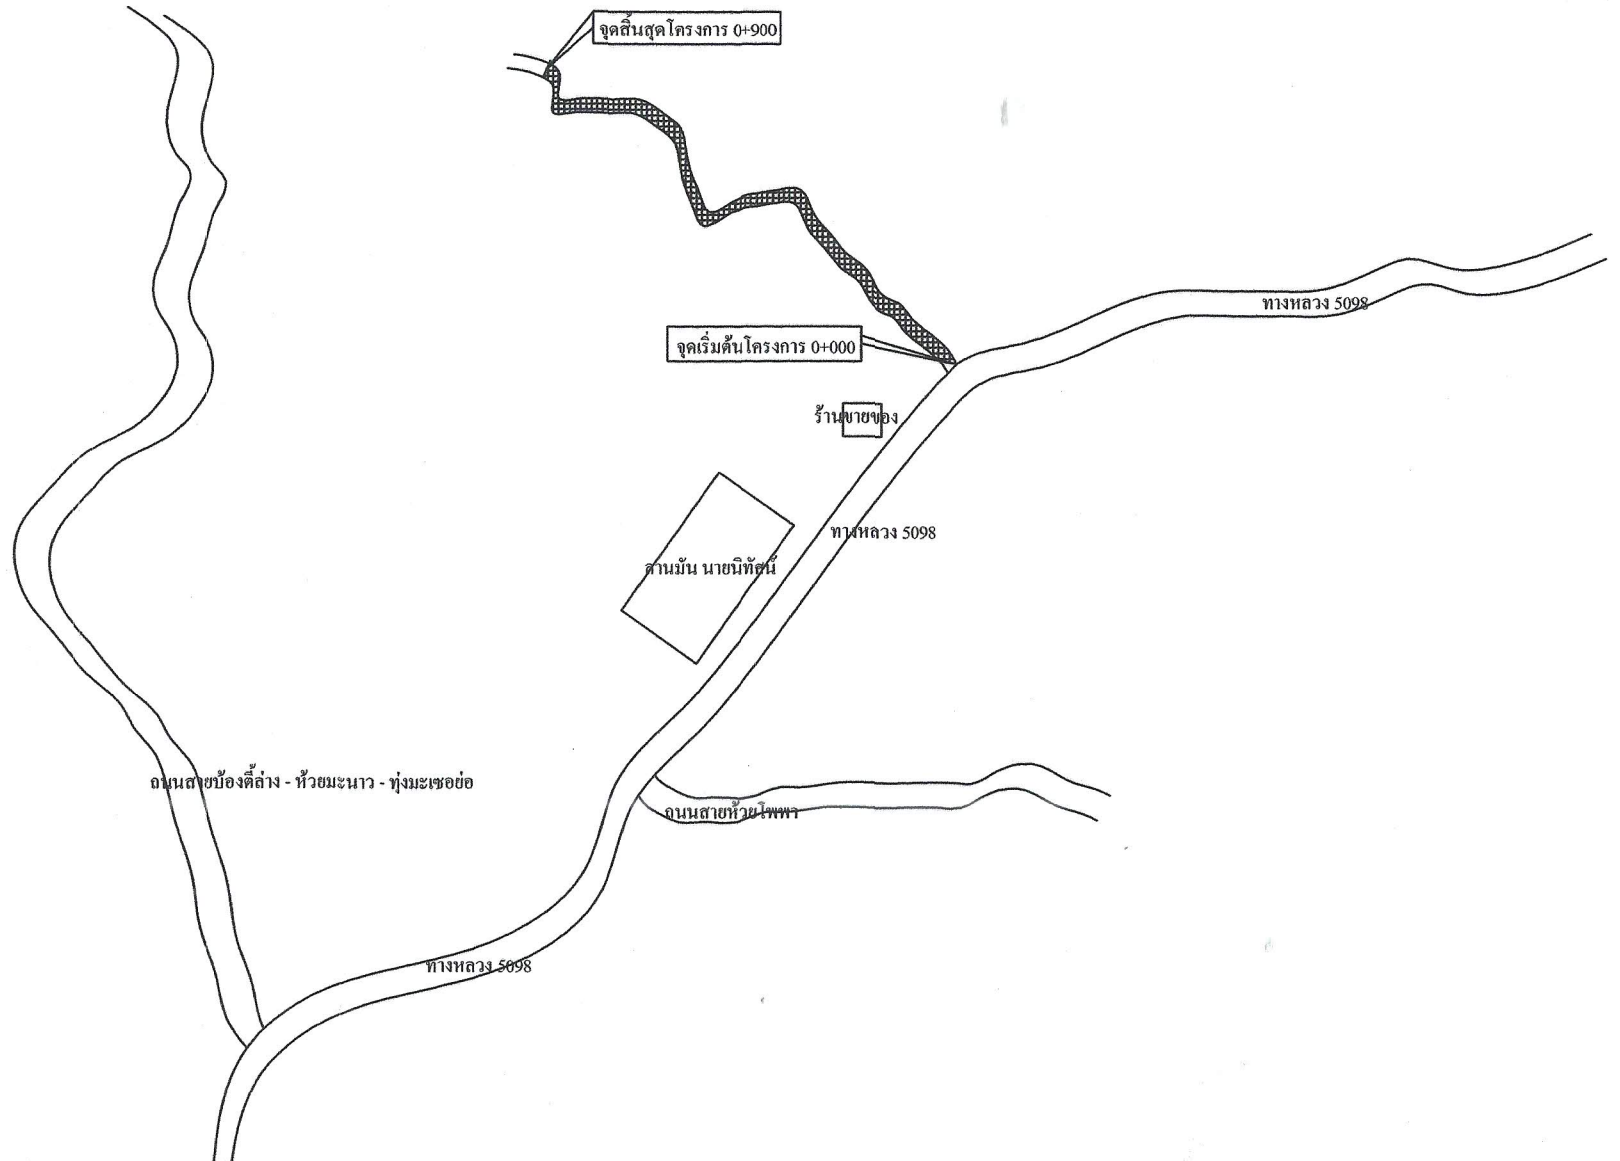 จุดสิ้นสุดโครงการ 0+900
ทางหลวง 5098
จุดเริ่มต้นโครงการ 0+000
ร้านขายของ
ทางหลวง 5098
ลานมัน นายนิทัสน์
ถนนสายบ้องตี้ล่าง - ห้วยมะนาว - ทุ่งมะเซอย่อ
ถนนสายห้วยโพพา
ทางหลวง 5098